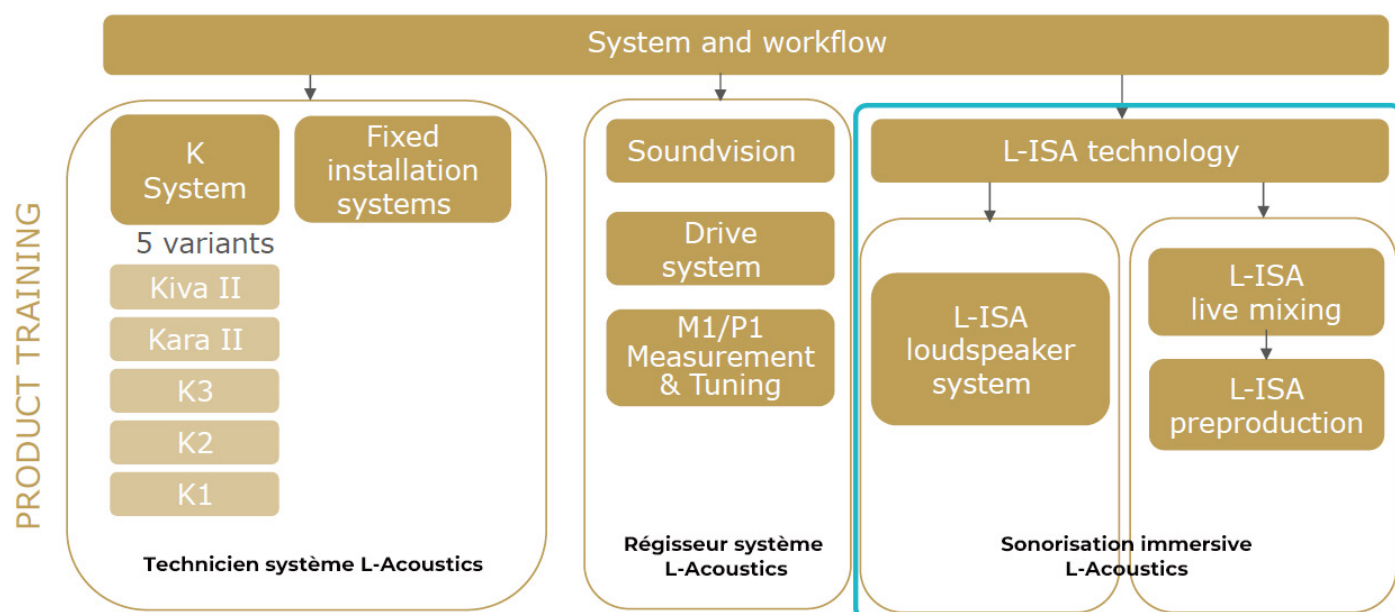 System and workflow
PRODUCT TRAINING
K
System
5 variants
Kiva II
Kara II
K3
K2
K1
Fixed
installation
systems
Technicien système L-Acoustics
Soundvision
Drive
system
M1/P1
Measurement
& Tuning
Régisseur système
L-Acoustics
L-ISA technology
L-ISA
loudspeaker
system
L-ISA
live mixing
L-ISA
preproduction
Sonorisation immersive
L-Acoustics